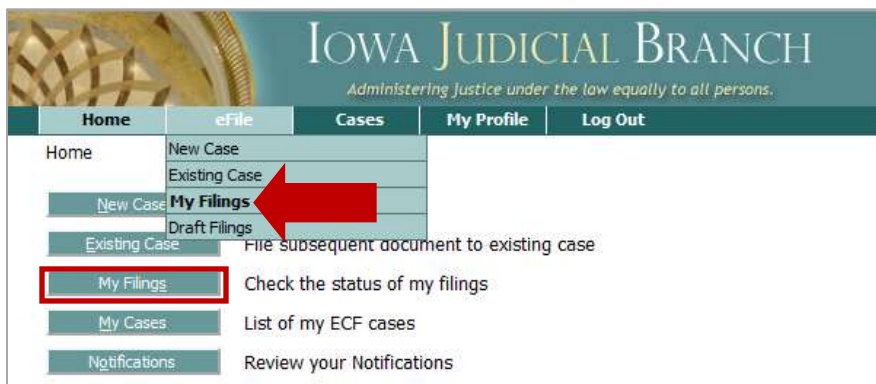 IOWA JUDICIAL BRANCH
Administering justice under the law equally to all persons.
Home eFile Cases My Profile Log Out
Home
New Case
Existing Case
My Filings
Draft Filings
New Case
Existing Case File subsequent document to existing case
My Filings Check the status of my filings
My Cases List of my ECF cases
Notifications Review your Notifications